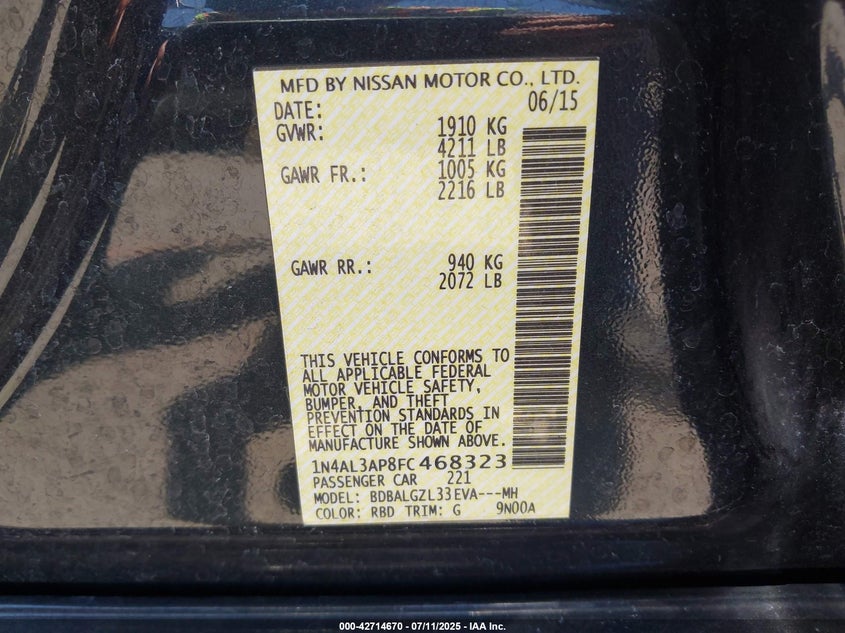 MFD BY NISSAN MOTOR CO., LTD.
DATE: 06/15
GVWR: 1910 KG
4211 LB
GAWR FR.: 1005 KG
2216 LB
GAWR RR.: 940 KG
2072 LB
THIS VEHICLE CONFORMS TO
ALL APPLICABLE FEDERAL
MOTOR VEHICLE SAFETY,
BUMPER, AND THEFT
PREVENTION STANDARDS IN
EFFECT ON THE DATE OF
MANUFACTURE SHOWN ABOVE.
1N4AL3AP8FC468323
PASSENGER CAR 221
MODEL: BDBALGZL33EVA---MH
COLOR: RBD TRIM: G 9N00A
000-42714670 - 07/11/2025 - IAA Inc.